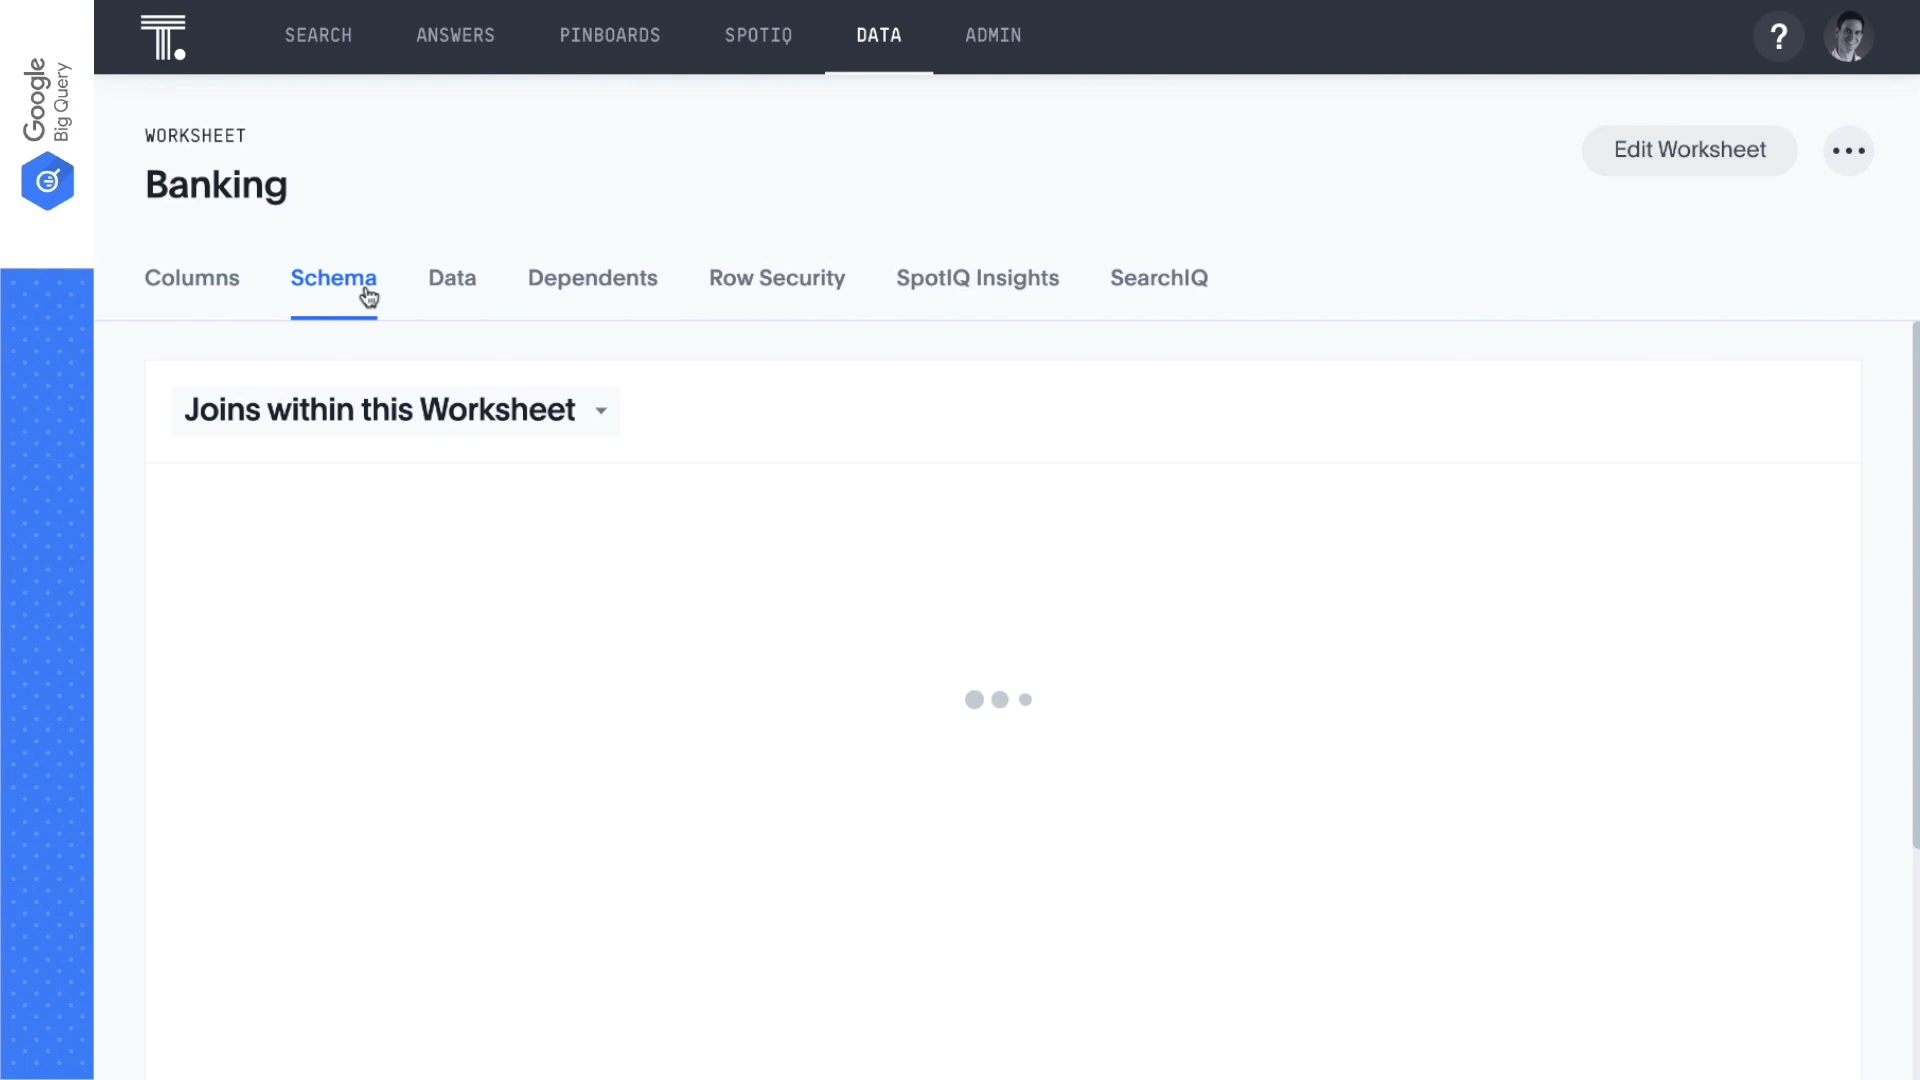 Google
Big Query
SEARCH
ANSWERS
PINBOARDS
SPOTIQ
DATA
ADMIN
?
WORKSHEET
Banking
Edit Worksheet
Columns
Schema
Data
Dependents
Row Security
SpotIQ Insights
SearchIQ
Joins within this Worksheet